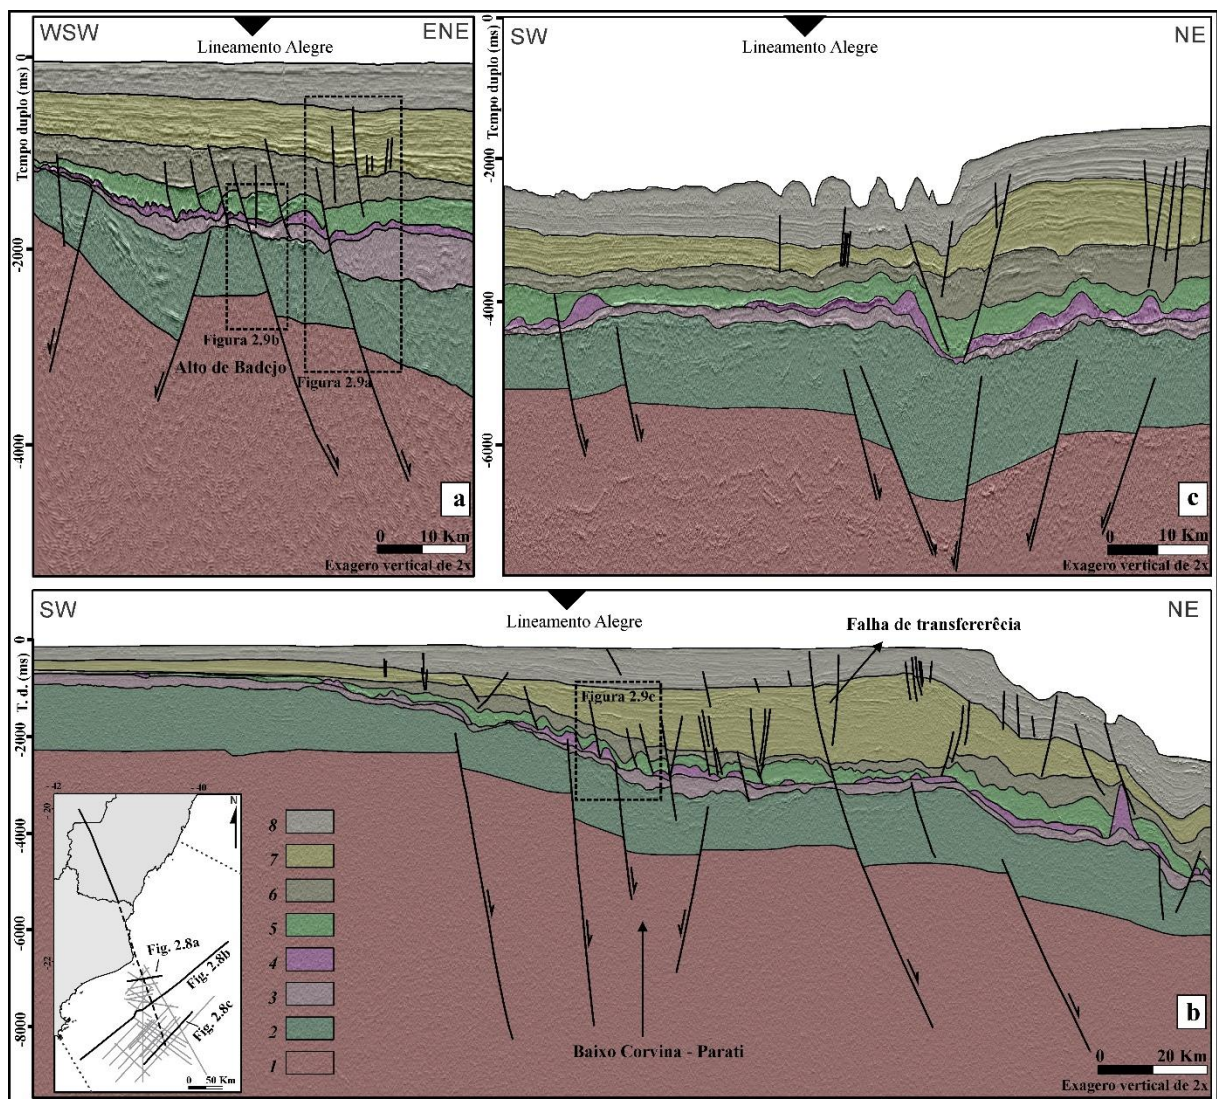 WSW
ENE
Lineamento Alegre
Tempo duplo (ms)
0
-2000
-4000
Figura 2.9b
Alto de Badejo
Figura 2.9a
a
0 10 Km
Exagero vertical de 2x
SW
NE
Lineamento Alegre
Tempo duplo (ms)
0
-2000
-4000
-6000
c
0 10 Km
Exagero vertical de 2x
SW
NE
Lineamento Alegre
Falha de transfererêcia
T. d. (ms)
0
-2000
-4000
-6000
-8000
Figura 2.9c
Baixo Corvina - Parati
b
0 20 Km
Exagero vertical de 2x
-42
-40
-20
-22
N
Fig. 2.8a
Fig. 2.8b
Fig. 2.8c
0 50 Km
8
7
6
5
4
3
2
1